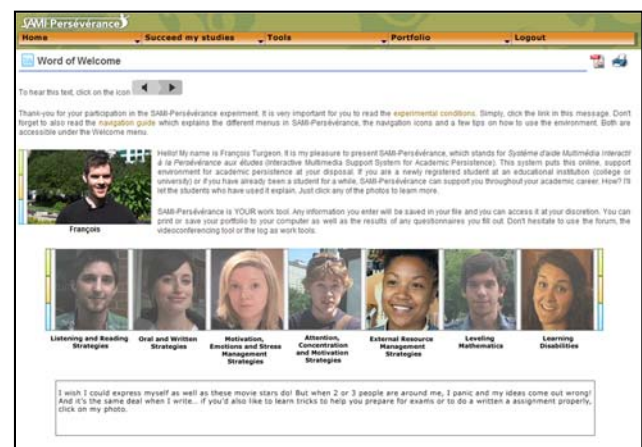 SAMI-Persévérance
Home Succeed my studies Tools Portfolio Logout
Word of Welcome
To hear this text, click on the icon
Thank-you for your participation in the SAMI-Persévérance experiment. It is very important for you to read the experimental conditions. Simply, click the link in this message. Don't
forget to also read the navigation guide which explains the different menus in SAMI-Persévérance, the navigation icons and a few tips on how to use the environment. Both are
accessible under the Welcome menu.
Hello! My name is François Turgeon. It is my pleasure to present SAMI-Persévérance, which stands for Système d'aide Multimédia Interactif
à la Persévérance aux études (Interactive Multimedia Support System for Academic Persistence). This system puts this online, support
environment for academic persistence at your disposal. If you are a newly registered student at an educational institution (college or
university) or if you have already been a student for a while, SAMI-Persévérance can support you throughout your academic career. How? I'll
let the students who have used it explain. Just click any of the photos to learn more.
SAMI-Persévérance is YOUR work tool. Any information you enter will be saved in your file and you can access it at your discretion. You can
print or save your portfolio to your computer as well as the results of any questionnaires you fill out. Don't hesitate to use the forum, the
videoconferencing tool or the log as work tools.
François
Listening and Reading Strategies
Oral and Written Strategies
Motivation, Emotions and Stress Management Strategies
Attention, Concentration and Motivation Strategies
External Resource Management Strategies
Leveling Mathematics
Learning Disabilities
I wish I could express myself as well as these movie stars do! But when 2 or 3 people are around me, I panic and my ideas come out wrong!
And it's the same deal when I write... if you'd also like to learn tricks to help you prepare for exams or to do a written a assignment properly,
click on my photo.